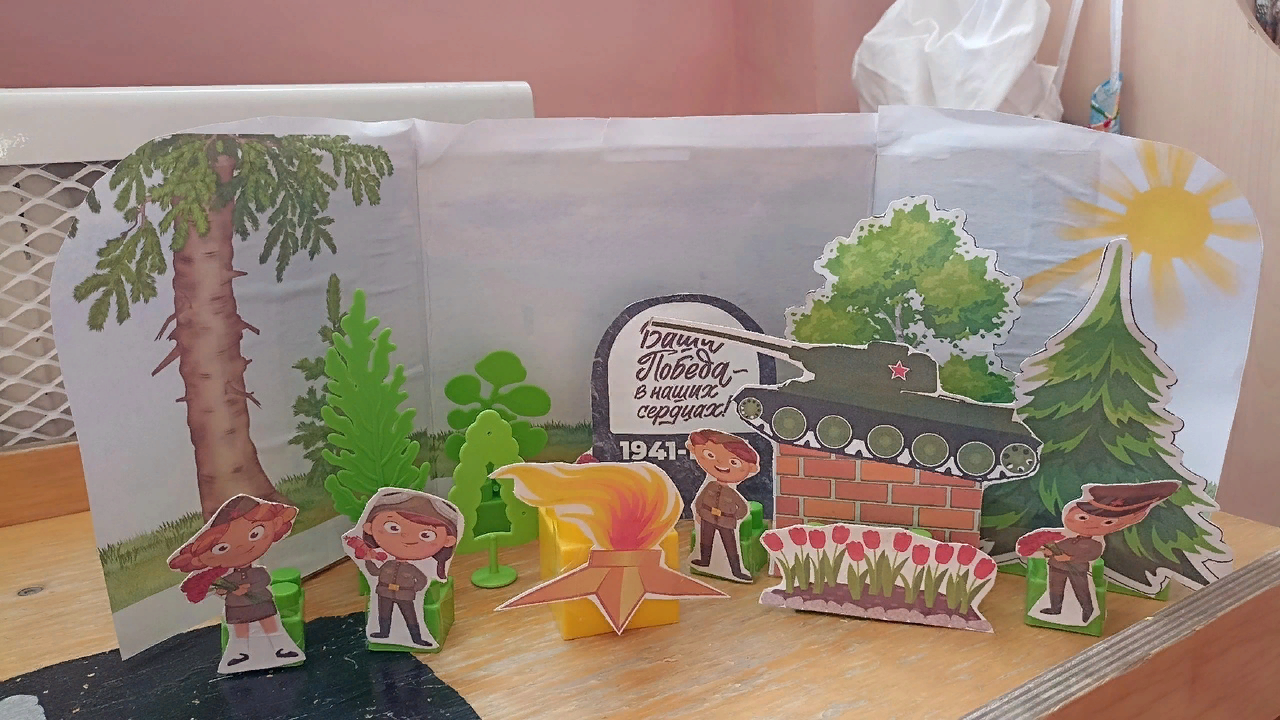 Ваша
Победа–
в наших
сердцах!
1941-